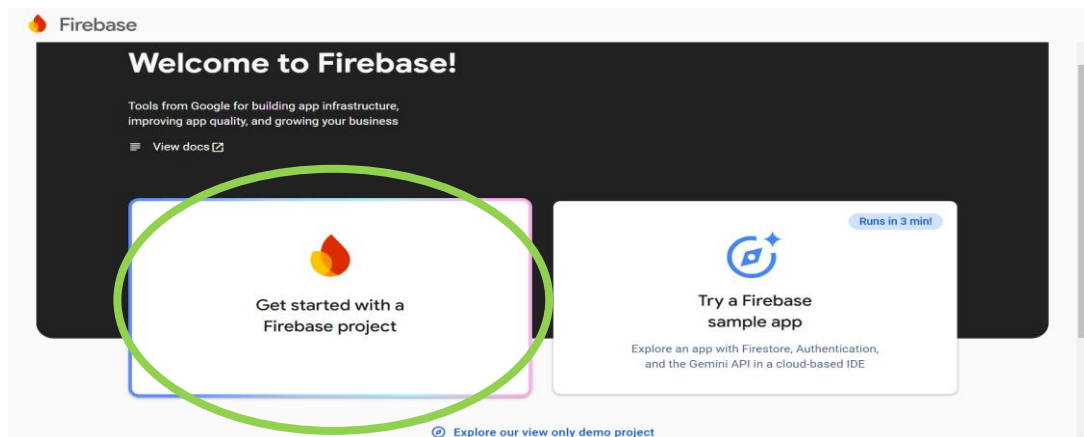 Firebase
Welcome to Firebase!
Tools from Google for building app infrastructure,
improving app quality, and growing your business
View docs
Get started with a
Firebase project
Runs in 3 min!
Try a Firebase
sample app
Explore an app with Firestore, Authentication,
and the Gemini API in a cloud-based IDE
Explore our view only demo project